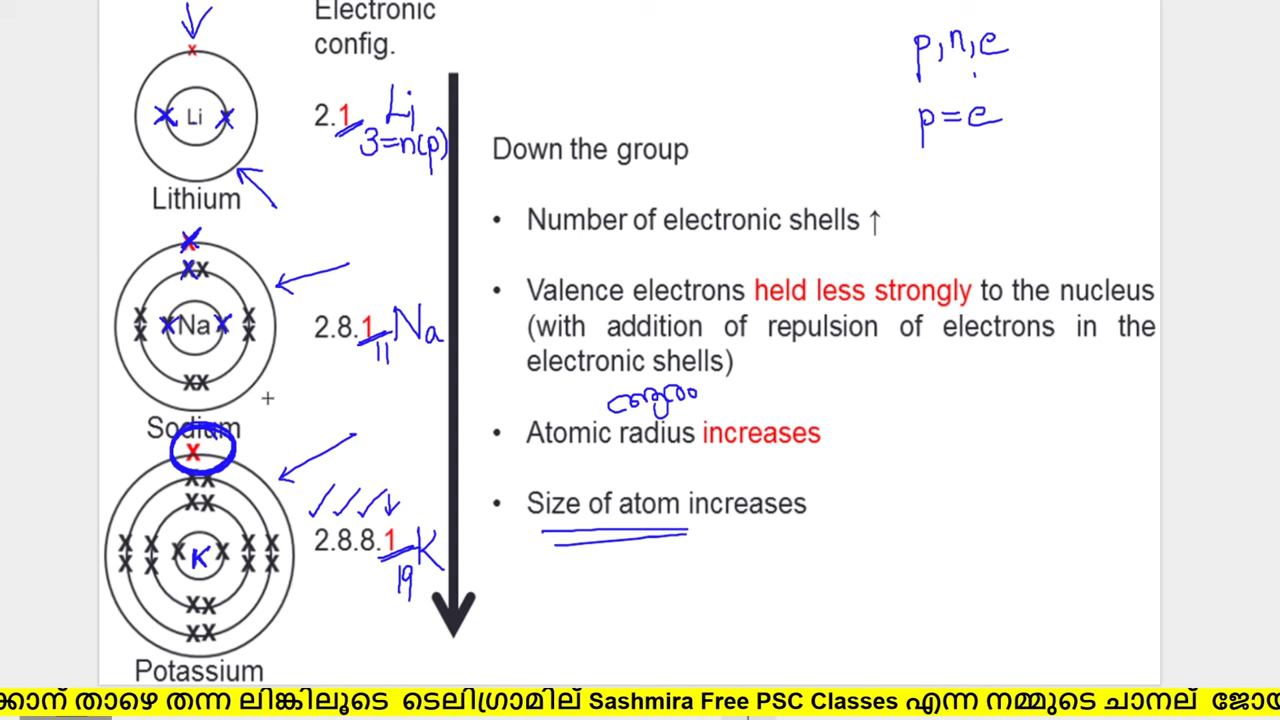 Electronic
config.
Li
2.1 Li
3=n(p)
Lithium
p,n,e
p=e
Down the group
• Number of electronic shells ↑
• Valence electrons held less strongly to the nucleus
(with addition of repulsion of electrons in the
electronic shells)
• Atomic radius increases
• Size of atom increases
Na
2.8.1 Na
11
Sodium
K
2.8.8.1 K
19
Potassium
ക്കാന് താഴെ തന്ന ലിങ്കിലൂടെ ടെലിഗ്രാമില് Sashmira Free PSC Classes എന്ന നമ്മുടെ ചാനല് ജോയ